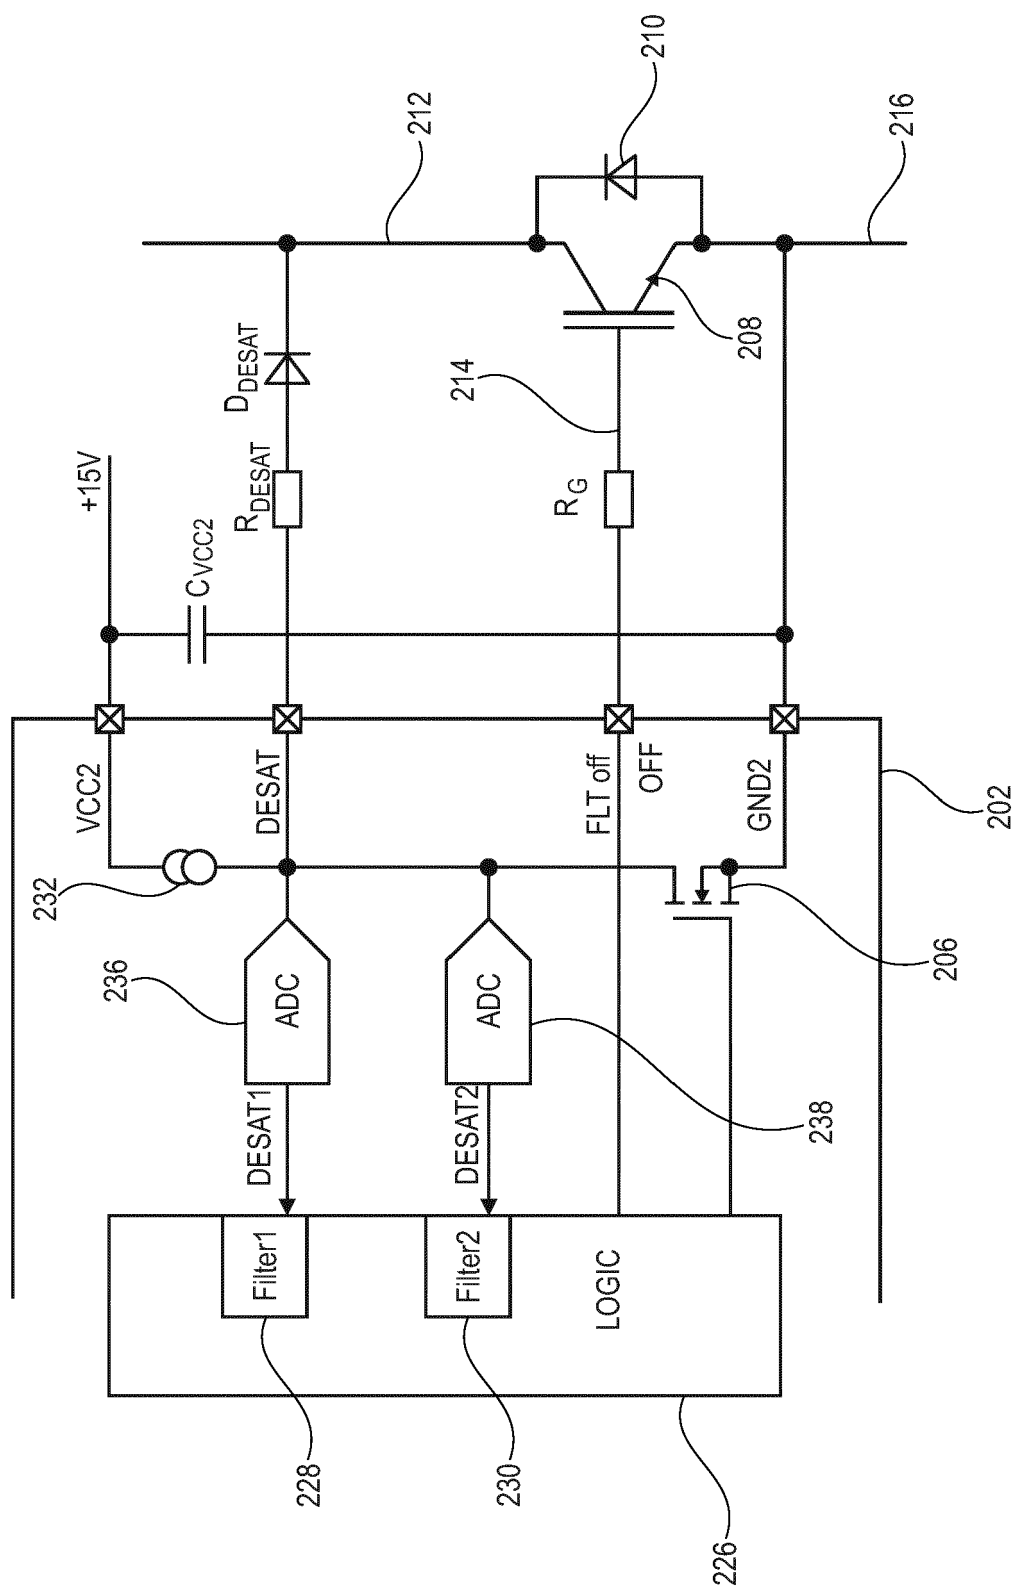 +15V
CVCC2
RDESAT
DDESAT
212
210
216
208
214
RG
VCC2
DESAT
FLT off
OFF
GND2
202
232
236
ADC
ADC
206
238
DESAT1
DESAT2
Filter1
Filter2
LOGIC
228
230
226